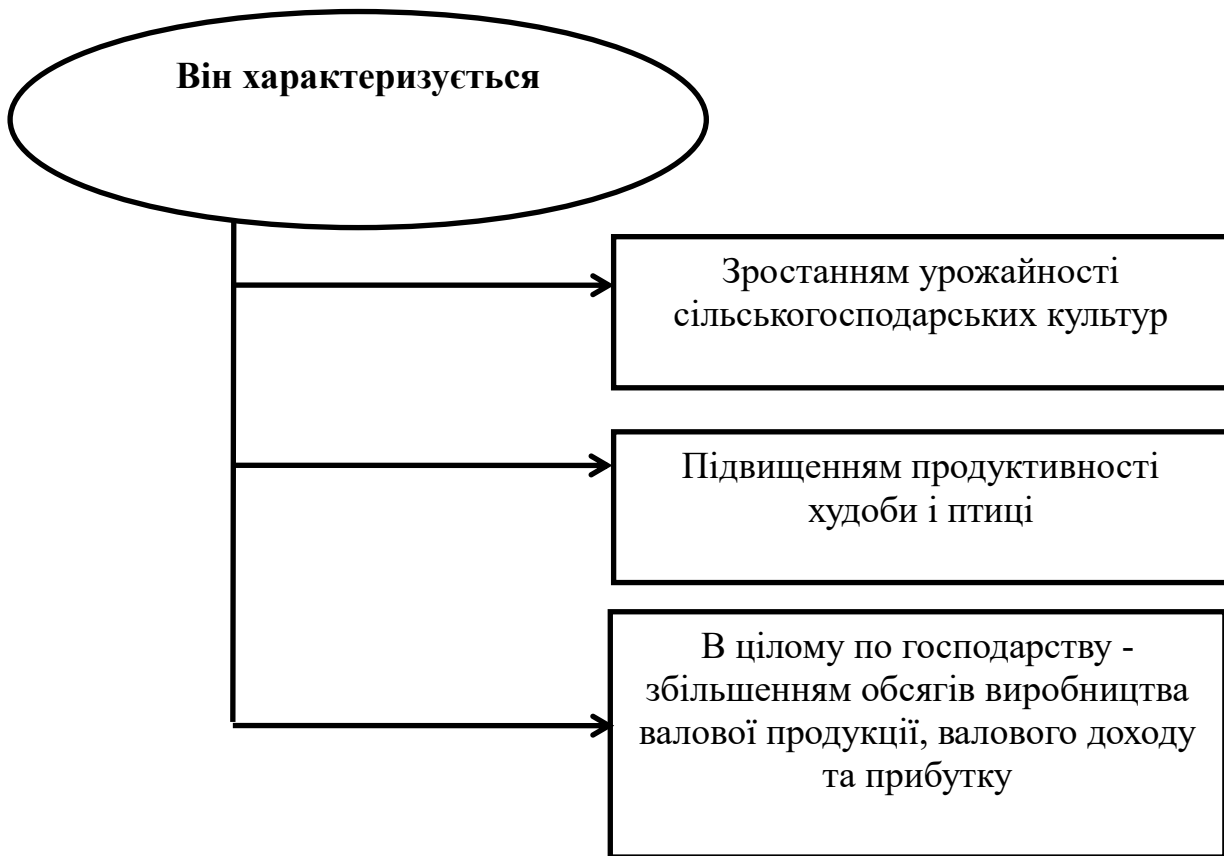 Він характеризується
Зростанням урожайності
сільськогосподарських культур
Підвищенням продуктивності
худоби і птиці
В цілому по господарству -
збільшенням обсягів виробництва
валової продукції, валового доходу
та прибутку